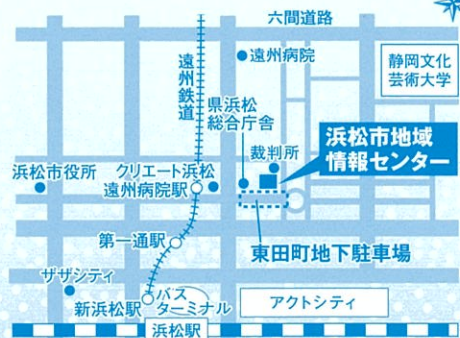 六間道路
遠州病院
静岡文化
芸術大学
遠州鉄道
県浜松
総合庁舎
裁判所
浜松市地域
情報センター
浜松市役所
クリエート浜松
遠州病院駅
第一通駅
東田町地下駐車場
ザザシティ
新浜松駅
バス
ターミナル
アクトシティ
浜松駅